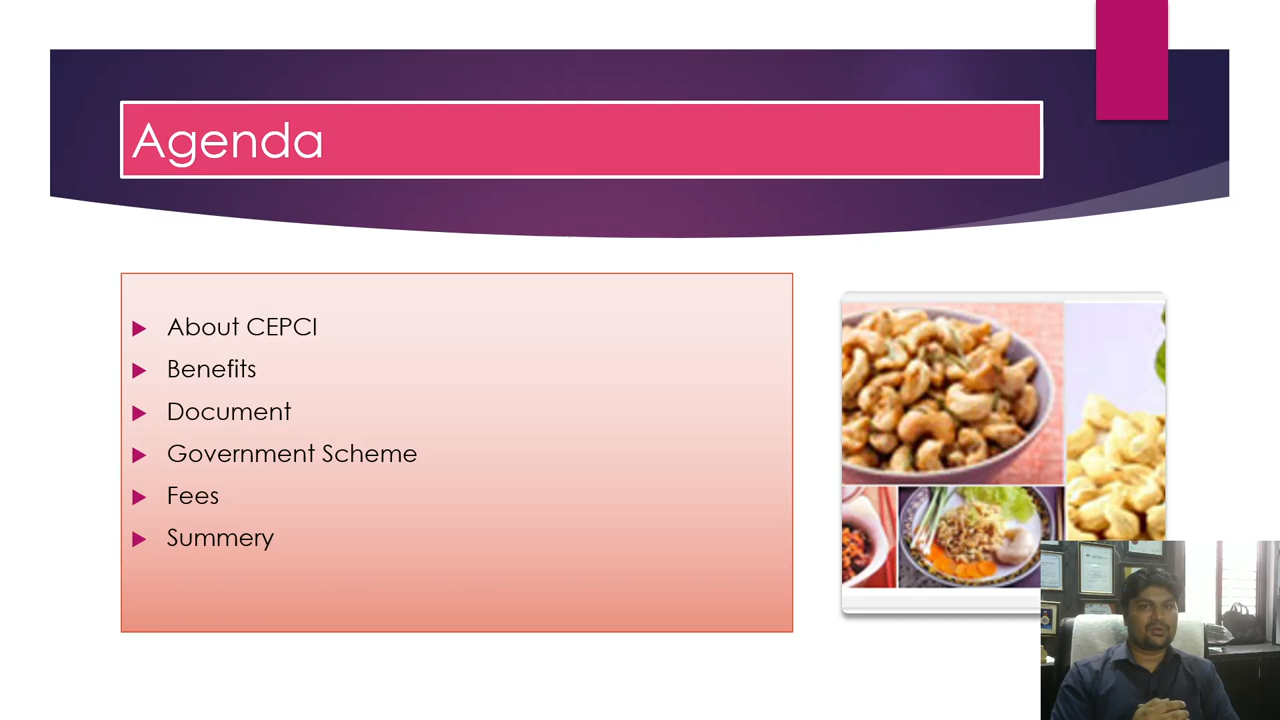 Agenda
About CEPCI
Benefits
Document
Government Scheme
Fees
Summery